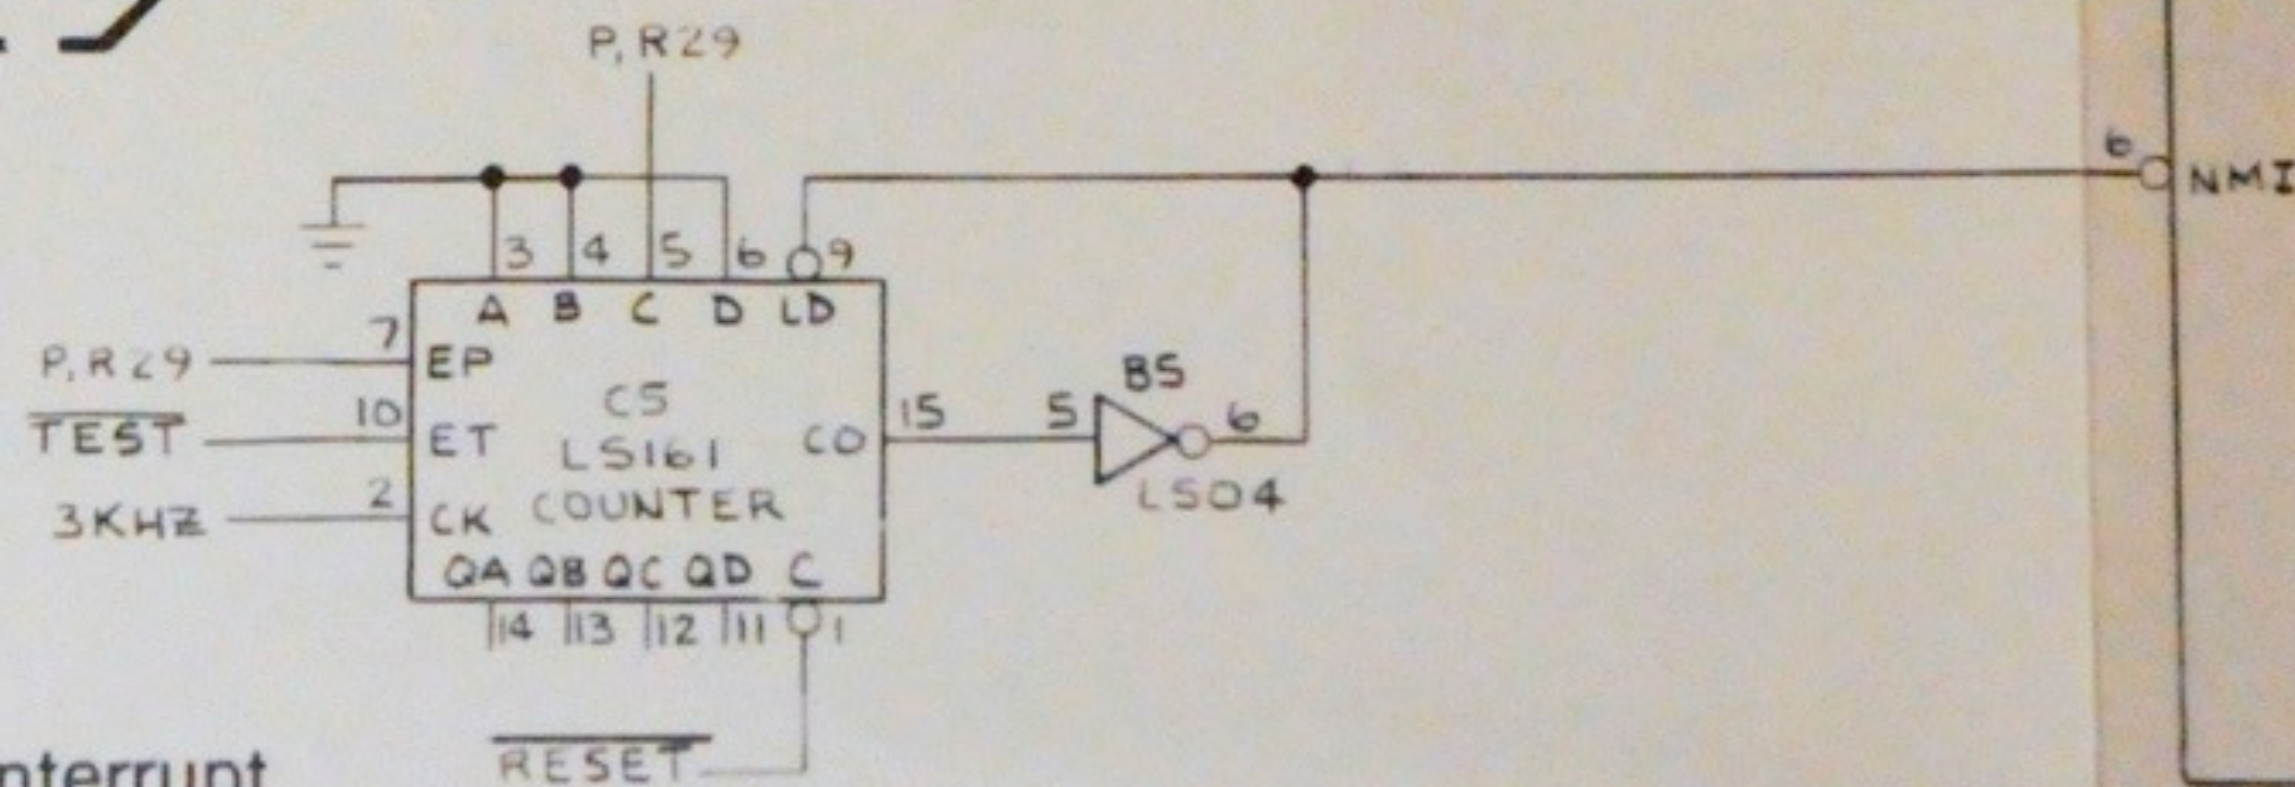 P, R29
6
NMI
3 4 5 6 9
A B C D LD
7
P, R29 EP
B5
C5
10 15 5 6
TEST ET LS161 CO
LS04
2
3KHZ CK COUNTER
QA QB QC QD C
14 13 12 11 1
RESET
nterrupt